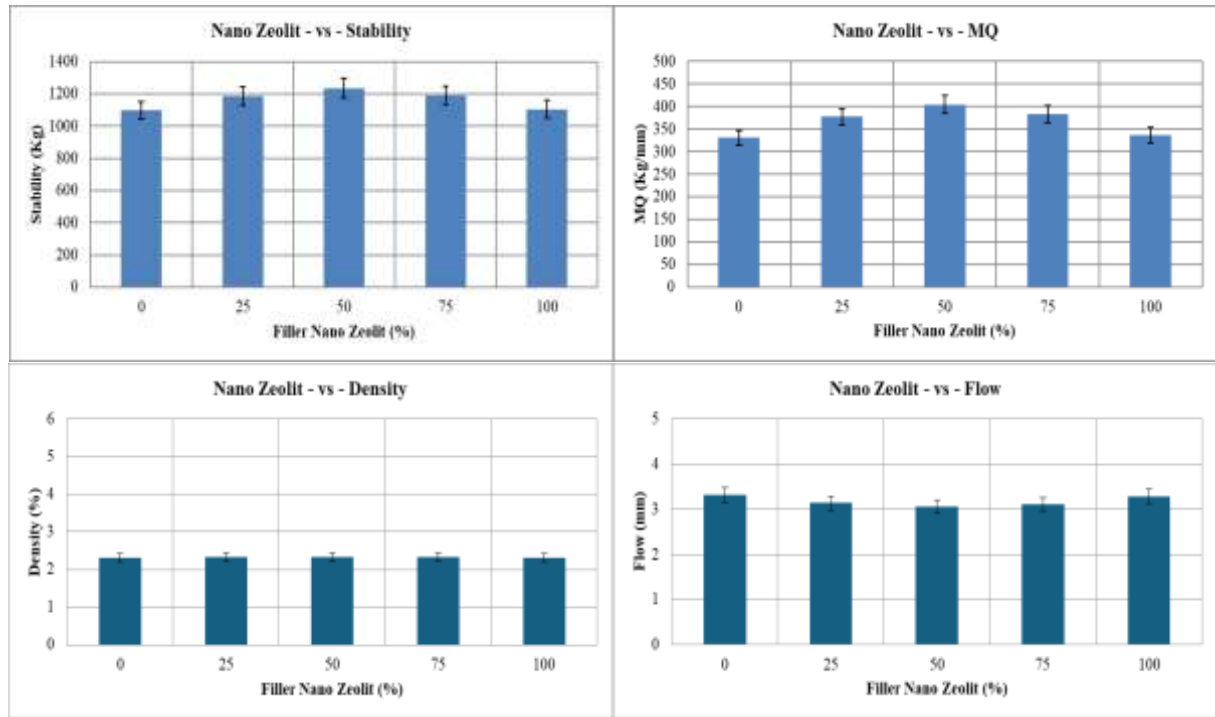 Nano Zeolit - vs - Stability
Stability (Kg)
1400
1200
1000
800
600
400
200
0
0 25 50 75 100
Filler Nano Zeolit (%)
Nano Zeolit - vs - MQ
MQ (Kg/mm)
500
450
400
350
300
250
200
150
100
50
0
0 25 50 75 100
Filler Nano Zeolit (%)
Nano Zeolit - vs - Density
Density (%)
6
5
4
3
2
1
0
0 25 50 75 100
Filler Nano Zeolit (%)
Nano Zeolit - vs - Flow
Flow (mm)
5
4
3
2
1
0
0 25 50 75 100
Filler Nano Zeolit (%)